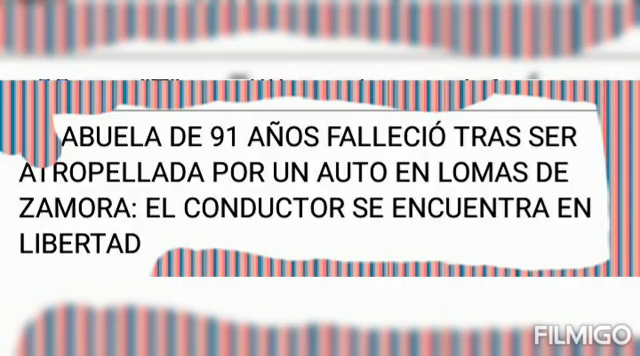 ABUELA DE 91 AÑOS FALLECIÓ TRAS SER
ATROPELLADA POR UN AUTO EN LOMAS DE
ZAMORA: EL CONDUCTOR SE ENCUENTRA EN
LIBERTAD
FILMIGO